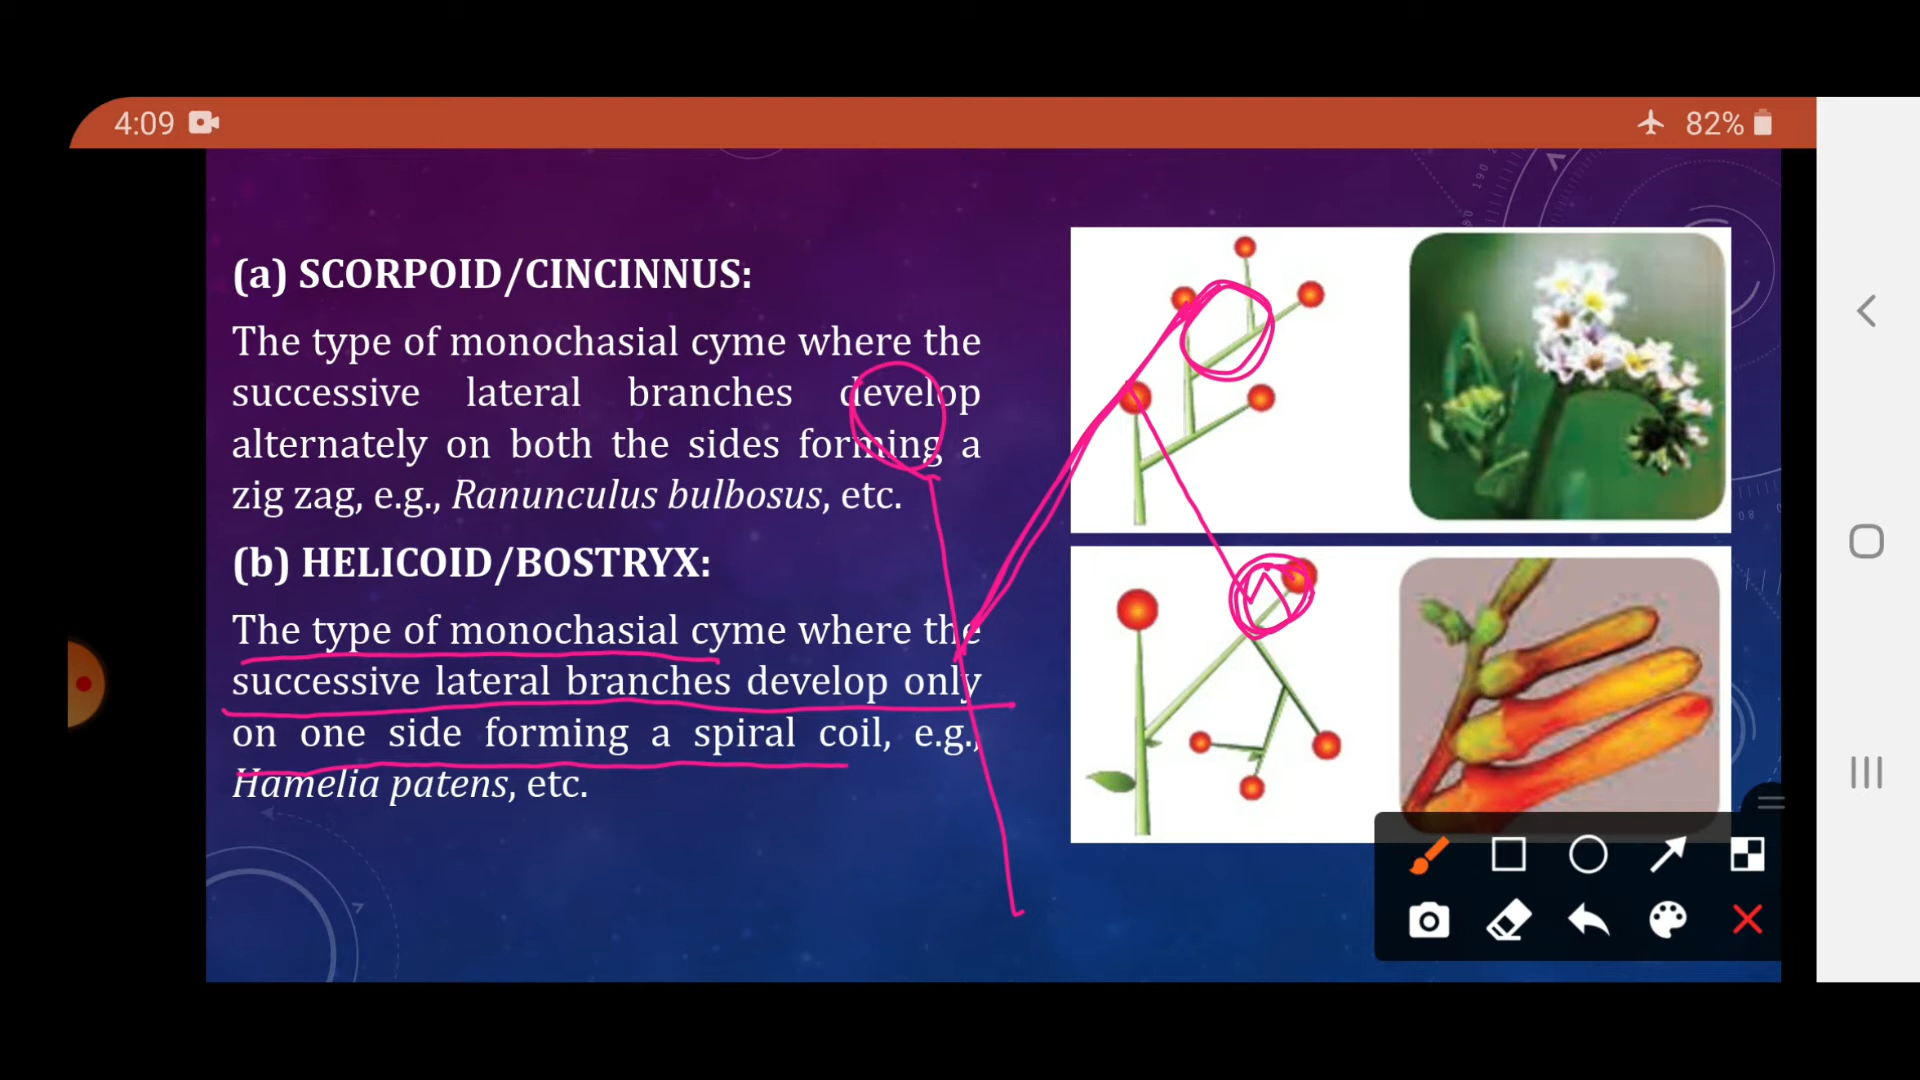 4:09
82%
(a) SCORPOID/CINCINNUS:
The type of monochasial cyme where the
successive lateral branches develop
alternately on both the sides forming a
zig zag, e.g., Ranunculus bulbosus, etc.
(b) HELICOID/BOSTRYX:
The type of monochasial cyme where the
successive lateral branches develop only
on one side forming a spiral coil, e.g.,
Hamelia patens, etc.
190